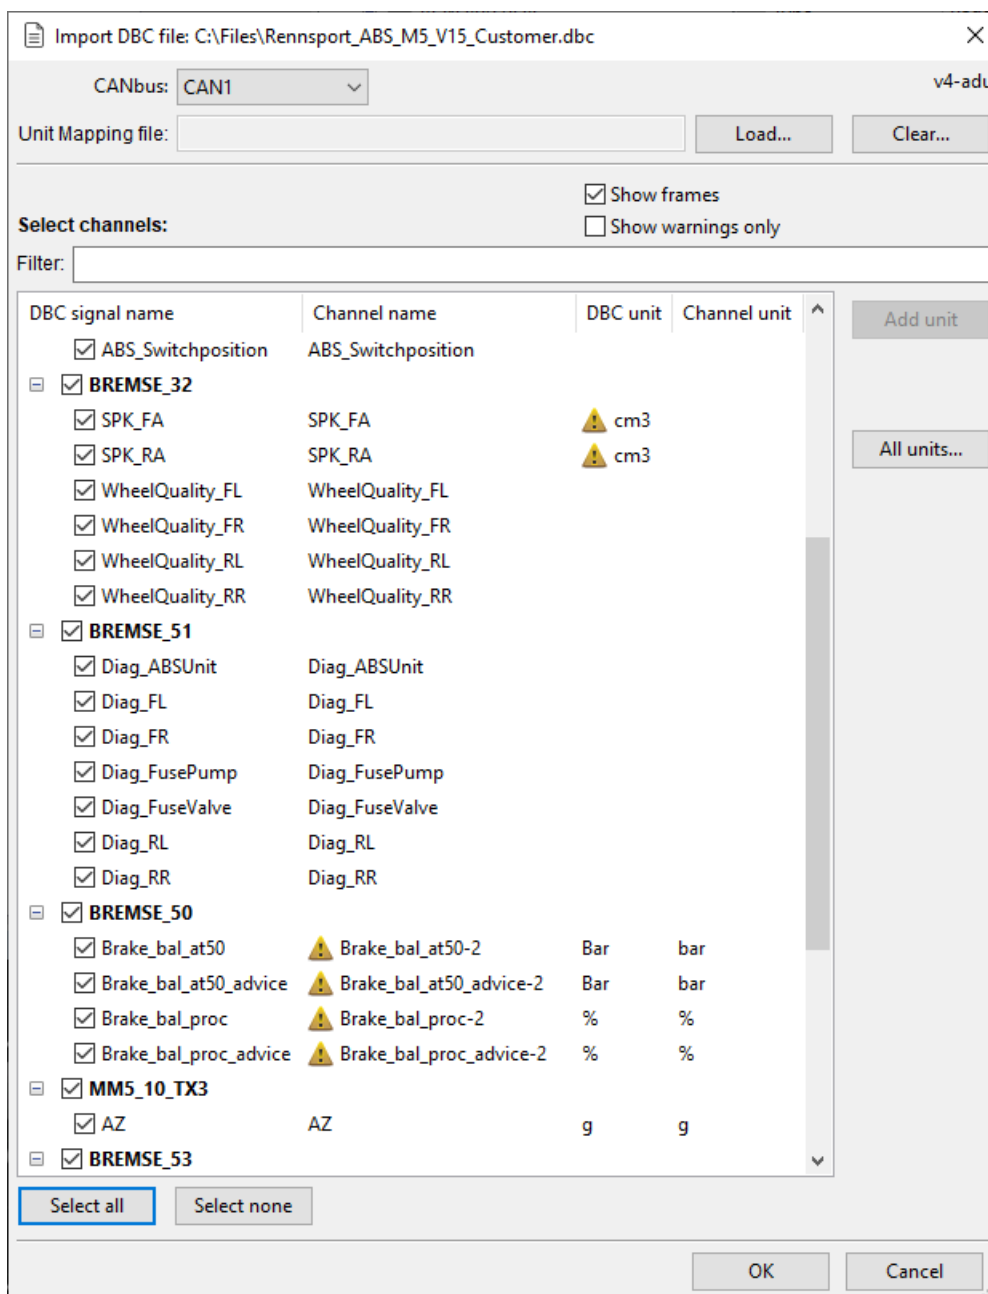 Import DBC file: C:\Files\Rennsport_ABS_M5_V15_Customer.dbc
CANbus: CAN1 v4-adu
Unit Mapping file: Load... Clear...
Show frames
Select channels: Show warnings only
Filter:
DBC signal name Channel name DBC unit Channel unit
Add unit
ABS_Switchposition ABS_Switchposition
BREMSE_32
SPK_FA SPK_FA cm3
All units...
SPK_RA SPK_RA cm3
WheelQuality_FL WheelQuality_FL
WheelQuality_FR WheelQuality_FR
WheelQuality_RL WheelQuality_RL
WheelQuality_RR WheelQuality_RR
BREMSE_51
Diag_ABSUnit Diag_ABSUnit
Diag_FL Diag_FL
Diag_FR Diag_FR
Diag_FusePump Diag_FusePump
Diag_FuseValve Diag_FuseValve
Diag_RL Diag_RL
Diag_RR Diag_RR
BREMSE_50
Brake_bal_at50 Brake_bal_at50-2 Bar bar
Brake_bal_at50_advice Brake_bal_at50_advice-2 Bar bar
Brake_bal_proc Brake_bal_proc-2 % %
Brake_bal_proc_advice Brake_bal_proc_advice-2 % %
MM5_10_TX3
AZ AZ g g
BREMSE_53
Select all Select none
OK Cancel